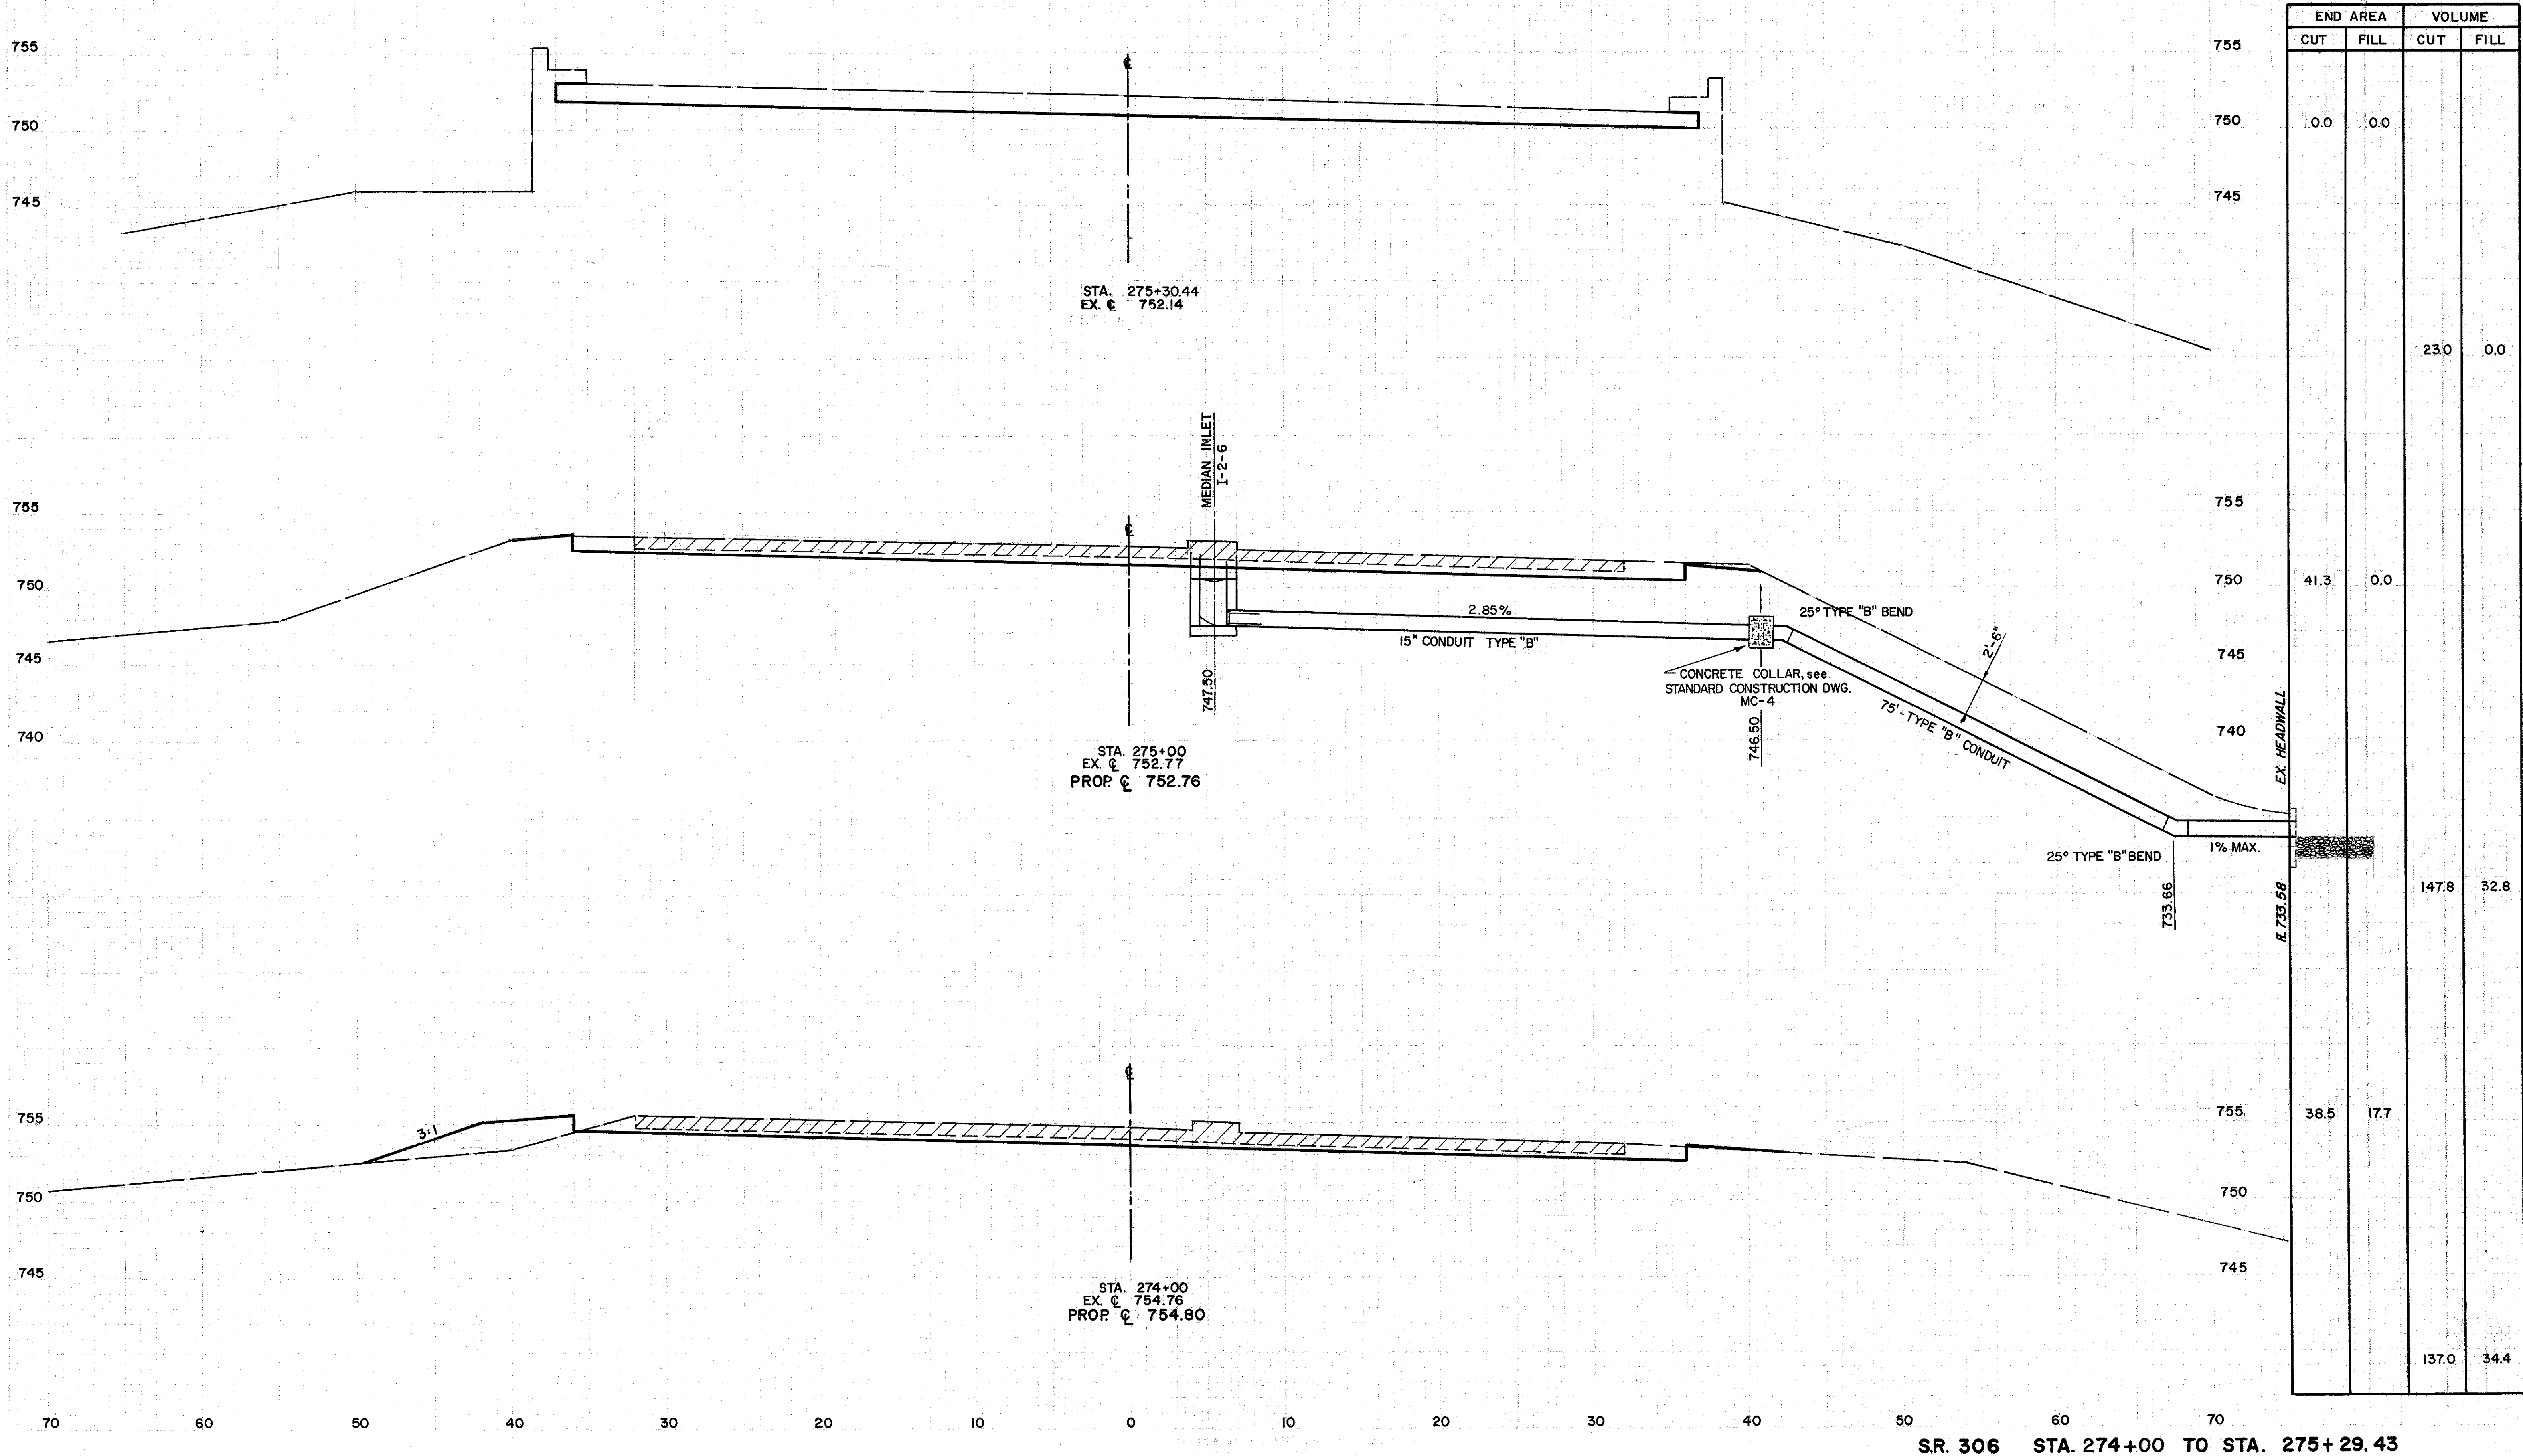 END AREA VOLUME
CUT FILL CUT FILL
755 755
750 750
0.0 0.0
745 745
STA. 275+30.44
EX. ℄ 752.14
23.0 0.0
MEDIAN INLET
I-2-6
755 ℄ 755
750 750
41.3 0.0
2.85%
15" CONDUIT TYPE "B"
25° TYPE "B" BEND
2'-6"
745 745
CONCRETE COLLAR, see
STANDARD CONSTRUCTION DWG.
MC-4
747.50
746.50
75'-TYPE "B" CONDUIT
740 740
EX. HEADWALL
STA. 275+00
EX. ℄ 752.77
PROP. ℄ 752.76
25° TYPE "B" BEND
1% MAX.
733.66
733.58
147.8 32.8
℄
755 755
3:1
38.5 17.7
750 750
745 745
STA. 274+00
EX. ℄ 754.76
PROP. ℄ 754.80
137.0 34.4
70 60 50 40 30 20 10 0 10 20 30 40 50 60 70
S.R. 306 STA. 274+00 TO STA. 275+29.43